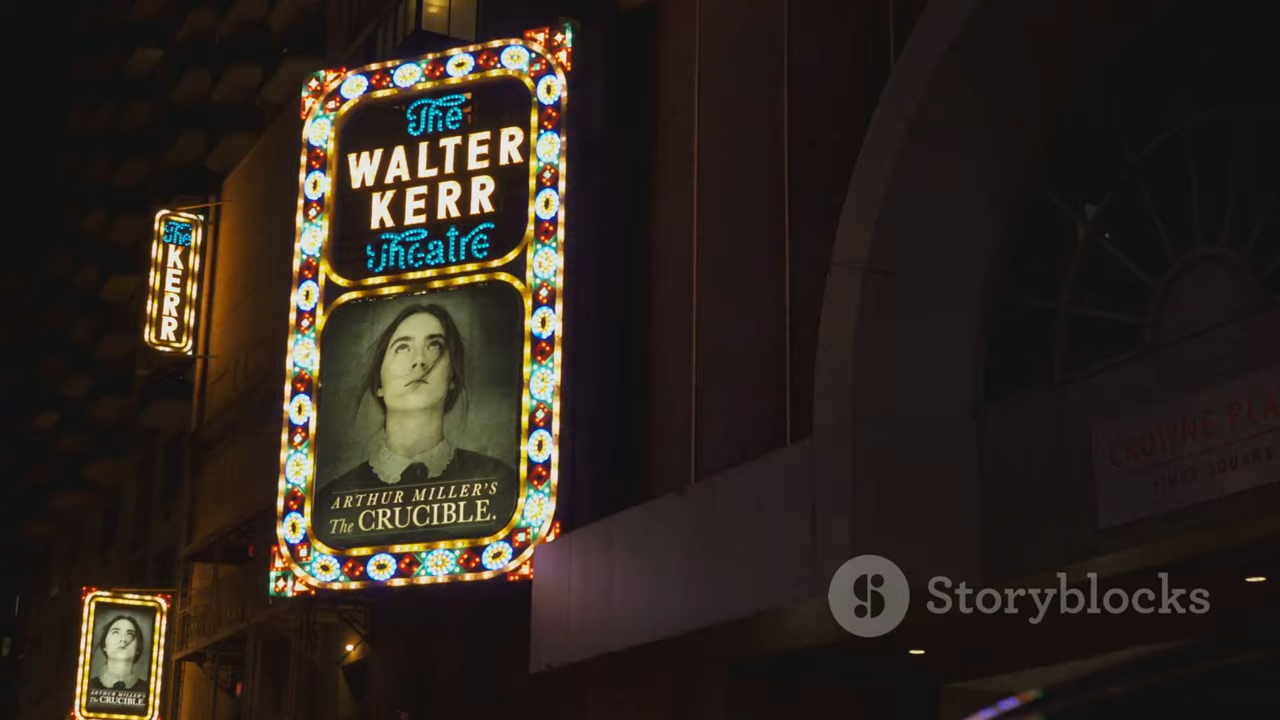 The
WALTER
KERR
Theatre
The
KERR
ARTHUR MILLER'S
The CRUCIBLE.
CROWNE PLA
TIMES SQUARE
ARTHUR MILLER'S
The CRUCIBLE.
Storyblocks